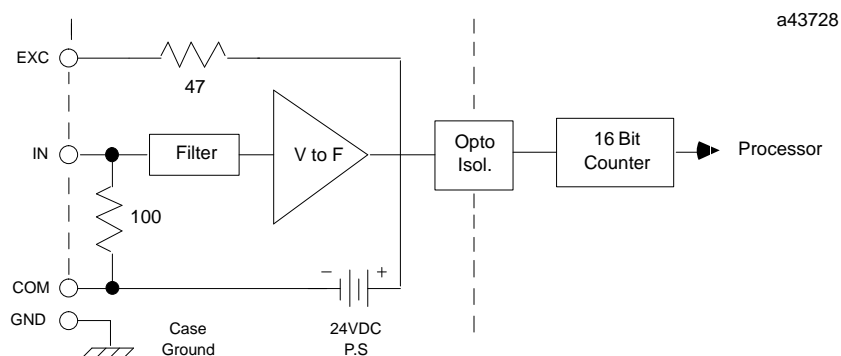 a43728
EXC
47
IN
Filter
V to F
Opto
Isol.
16 Bit
Counter
Processor
100
COM
− +
GND
Case
Ground
24VDC
P.S